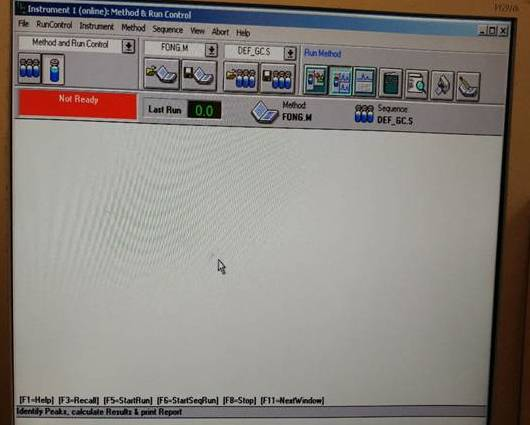 Instrument 1 (online): Method & Run Control
File RunControl Instrument Method Sequence View Abort Help
Method and Run Control FONG.M DEF_GC.S Run Method
Not Ready Last Run 0.0 Method: FONG.M Sequence: DEF_GC.S
[F1=Help] [F3=Recall] [F5=StartRun] [F6=StartSeqRun] [F8=Stop] [F11=NextWindow]
Identify Peaks, calculate Results & print Report